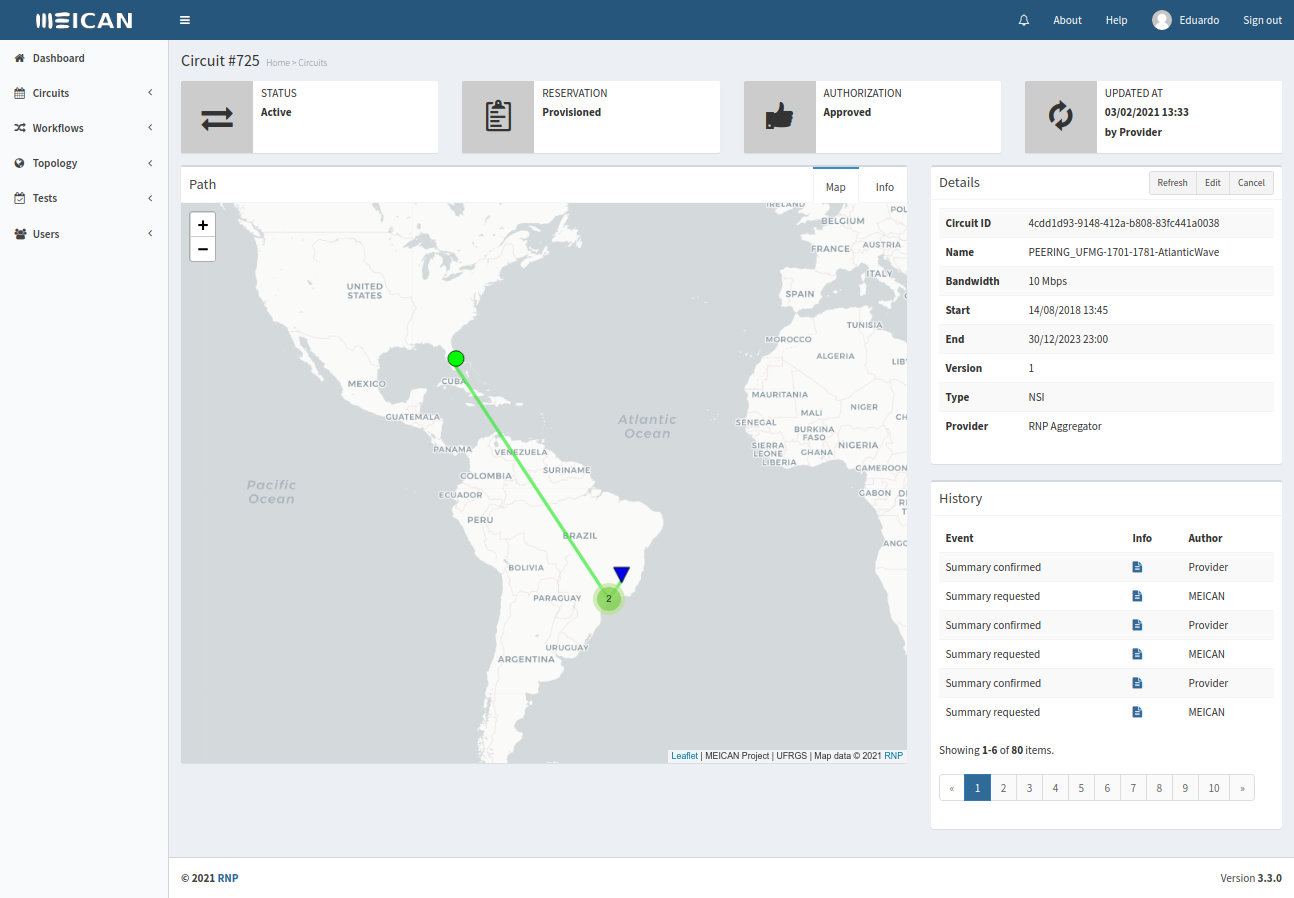 MEICAN
About Help Eduardo Sign out
Dashboard
Circuits
Workflows
Topology
Tests
Users
Circuit #725 Home > Circuits
STATUS
Active
RESERVATION
Provisioned
AUTHORIZATION
Approved
UPDATED AT
03/02/2021 13:33
by Provider
Path
Map Info
+
−
IRELAND
BELGIUM
POL
FRANCE
AUSTRIA
ITALY
SPAIN
UNITED
STATES
TUNISIA
MOROCCO
ALGERIA
LIB
CUBA
MEXICO
MAURITANIA
GUATEMALA
Atlantic
Ocean
MALI
NIGER
CH
SENEGAL
BURKINA
FASO
SIERRA
LEONE
GHANA
NIGERIA
LIBERIA
PANAMA
VENEZUELA
COLOMBIA
SURINAME
CAMEROON
Pacific
Ocean
ECUADOR
GABON
PERU
BRAZIL
ANGO
BOLIVIA
PARAGUAY
2
URUGUAY
ARGENTINA
Leaflet | MEICAN Project | UFRGS | Map data © 2021 RNP
Details
Refresh Edit Cancel
Circuit ID 4cdd1d93-9148-412a-b808-83fc441a0038
Name PEERING_UFMG-1701-1781-AtlanticWave
Bandwidth 10 Mbps
Start 14/08/2018 13:45
End 30/12/2023 23:00
Version 1
Type NSI
Provider RNP Aggregator
History
Event Info Author
Summary confirmed Provider
Summary requested MEICAN
Summary confirmed Provider
Summary requested MEICAN
Summary confirmed Provider
Summary requested MEICAN
Showing 1-6 of 80 items.
« 1 2 3 4 5 6 7 8 9 10 »
© 2021 RNP
Version 3.3.0